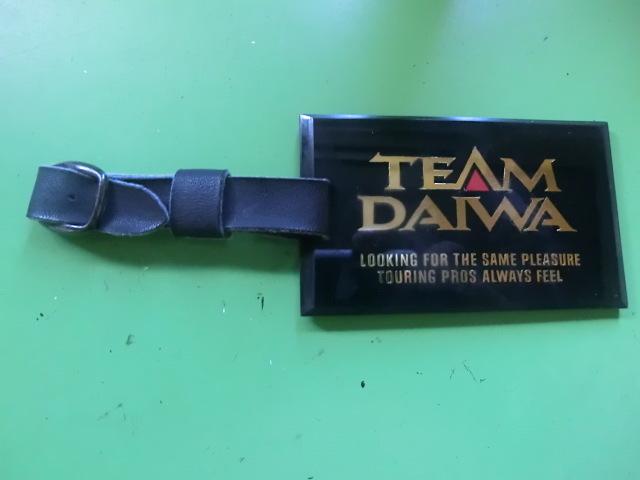 TEAM
DAIWA
LOOKING FOR THE SAME PLEASURE
TOURING PROS ALWAYS FEEL